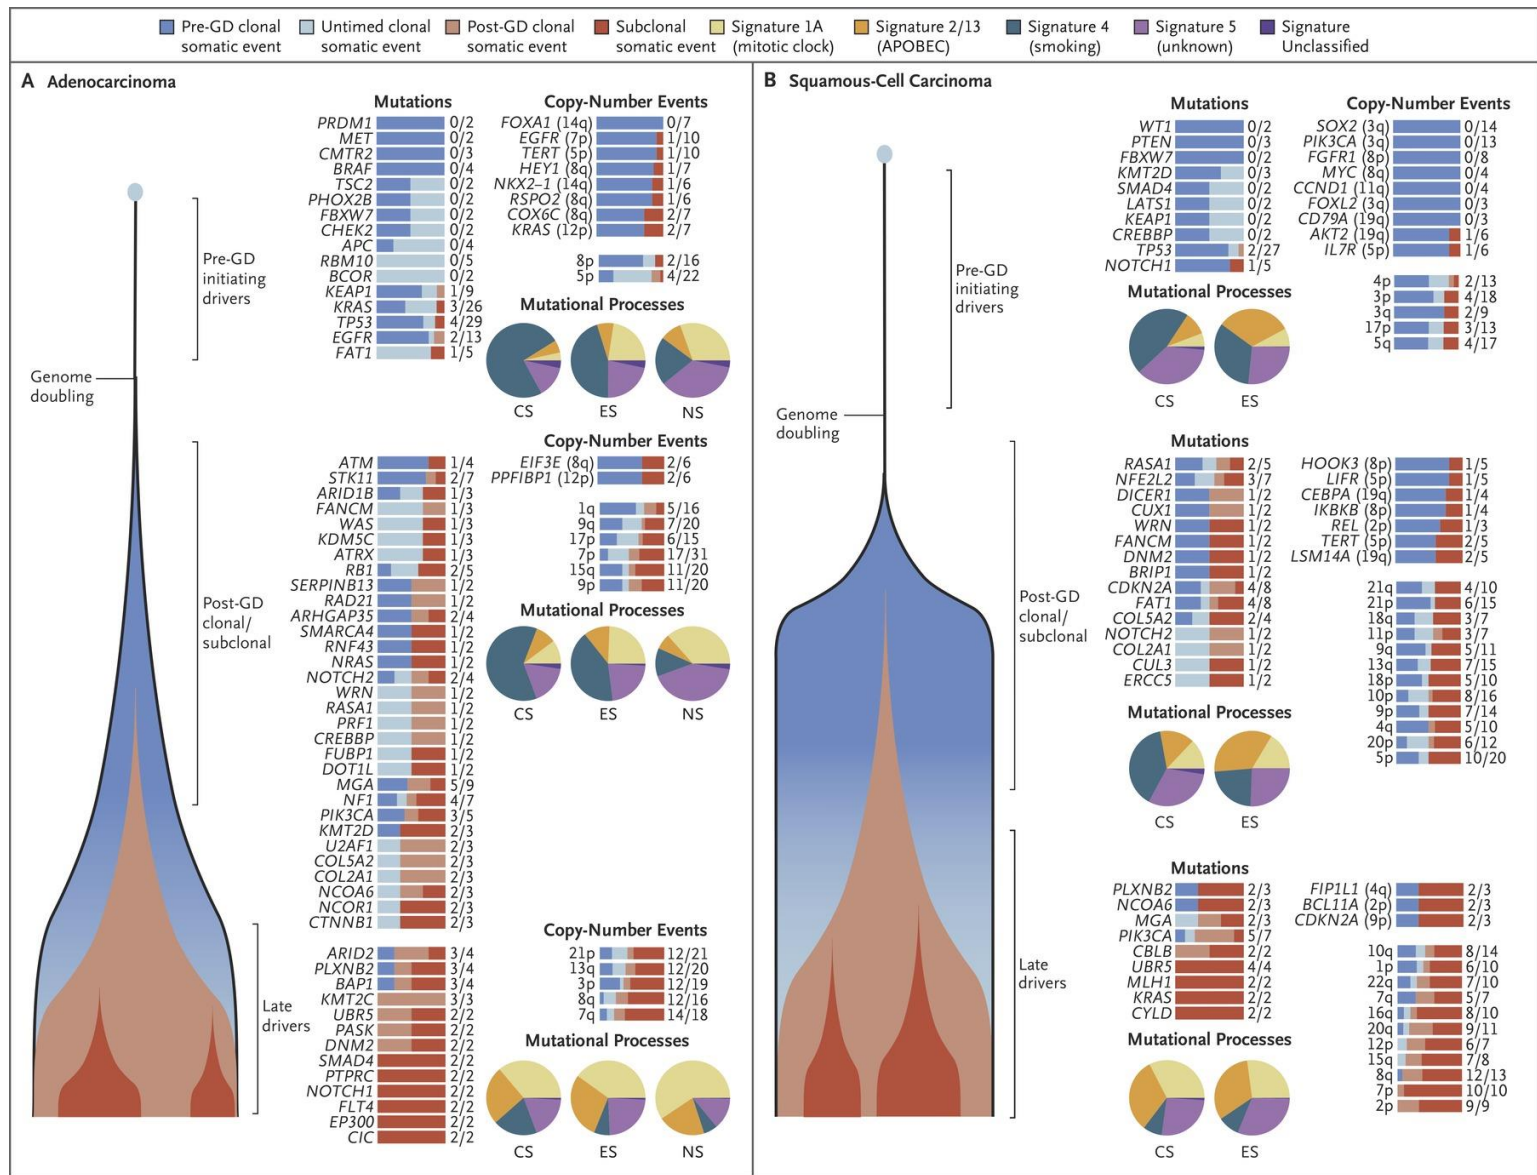 Pre-GD clonal somatic event
Untimed clonal somatic event
Post-GD clonal somatic event
Subclonal somatic event
Signature 1A (mitotic clock)
Signature 2/13 (APOBEC)
Signature 4 (smoking)
Signature 5 (unknown)
Signature Unclassified
A Adenocarcinoma
Pre-GD initiating drivers
Genome doubling
Post-GD clonal/subclonal
Late drivers
Mutations
PRDM1 0/2
MET 0/2
CMTR2 0/3
BRAF 0/4
TSC2 0/2
PHOX2B 0/2
FBXW7 0/2
CHEK2 0/2
APC 0/4
RBM10 0/5
BCOR 0/2
KEAP1 1/9
KRAS 3/26
TP53 4/29
EGFR 2/13
FAT1 1/5
Copy-Number Events
FOXA1 (14q) 0/7
EGFR (7p) 1/10
TERT (5p) 1/10
HEY1 (8q) 1/7
NKX2–1 (14q) 1/6
RSPO2 (8q) 1/6
COX6C (8q) 2/7
KRAS (12p) 2/7
8p 2/16
5p 4/22
Mutational Processes
CS ES NS
ATM 1/4
STK11 2/7
ARID1B 1/3
FANCM 1/3
WAS 1/3
KDM5C 1/3
ATRX 1/3
RB1 2/5
SERPINB13 1/2
RAD21 1/2
ARHGAP35 2/4
SMARCA4 1/2
RNF43 1/2
NRAS 1/2
NOTCH2 2/4
WRN 1/2
RASA1 1/2
PRF1 1/2
CREBBP 1/2
FUBP1 1/2
DOT1L 1/2
MGA 5/9
NF1 4/7
PIK3CA 3/5
KMT2D 2/3
U2AF1 2/3
COL5A2 2/3
COL2A1 2/3
NCOA6 2/3
NCOR1 2/3
CTNNB1 2/3
Copy-Number Events
EIF3E (8q) 2/6
PPFIBP1 (12p) 2/6
1q 5/16
9q 7/20
17p 6/15
7p 17/31
15q 11/20
9p 11/20
Mutational Processes
CS ES NS
ARID2 3/4
PLXNB2 3/4
BAP1 3/4
KMT2C 3/3
UBR5 2/2
PASK 2/2
DNM2 2/2
SMAD4 2/2
PTPRC 2/2
NOTCH1 2/2
FLT4 2/2
EP300 2/2
CIC 2/2
Copy-Number Events
21p 12/21
13q 12/20
3p 12/19
8q 12/16
7q 14/18
Mutational Processes
CS ES NS
B Squamous-Cell Carcinoma
Pre-GD initiating drivers
Genome doubling
Post-GD clonal/subclonal
Late drivers
Mutations
WT1 0/2
PTEN 0/3
FBXW7 0/2
KMT2D 0/3
SMAD4 0/2
LATS1 0/2
KEAP1 0/2
CREBBP 0/2
TP53 2/27
NOTCH1 1/5
Copy-Number Events
SOX2 (3q) 0/14
PIK3CA (3q) 0/13
FGFR1 (8p) 0/8
MYC (8q) 0/4
CCND1 (11q) 0/4
FOXL2 (3q) 0/3
CD79A (19q) 0/3
AKT2 (19q) 1/6
IL7R (5p) 1/6
4p 2/13
3p 4/18
3q 2/9
17p 3/13
5q 4/17
Mutational Processes
CS ES
Mutations
RASA1 2/5
NFE2L2 3/7
DICER1 1/2
CUX1 1/2
WRN 1/2
FANCM 1/2
DNM2 1/2
BRIP1 1/2
CDKN2A 4/8
FAT1 4/8
COL5A2 2/4
NOTCH2 1/2
COL2A1 1/2
CUL3 1/2
ERCC5 1/2
HOOK3 (8p) 1/5
LIFR (5p) 1/5
CEBPA (19q) 1/4
IKBKB (8p) 1/4
REL (2p) 1/3
TERT (5p) 2/5
LSM14A (19q) 2/5
21q 4/10
21p 6/15
18q 3/7
11p 3/7
9q 5/11
13q 7/15
18p 5/10
10p 8/16
9p 7/14
4q 5/10
20p 6/12
5p 10/20
Mutational Processes
CS ES
Mutations
PLXNB2 2/3
NCOA6 2/3
MGA 2/3
PIK3CA 5/7
CBLB 2/2
UBR5 4/4
MLH1 2/2
KRAS 2/2
CYLD 2/2
FIP1L1 (4q) 2/3
BCL11A (2p) 2/3
CDKN2A (9p) 2/3
10q 8/14
1p 6/10
22q 7/10
7q 5/7
16q 8/10
20q 9/11
12p 6/7
15q 7/8
8q 12/13
7p 10/10
2p 9/9
Mutational Processes
CS ES